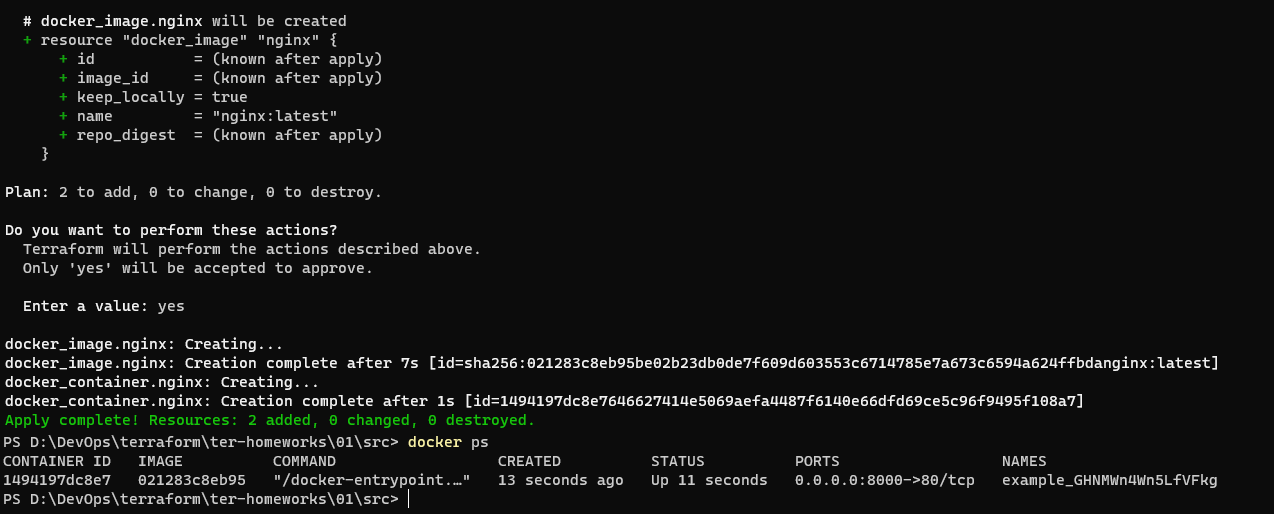 # docker_image.nginx will be created
+ resource "docker_image" "nginx" {
+ id = (known after apply)
+ image_id = (known after apply)
+ keep_locally = true
+ name = "nginx:latest"
+ repo_digest = (known after apply)
}
Plan: 2 to add, 0 to change, 0 to destroy.
Do you want to perform these actions?
Terraform will perform the actions described above.
Only 'yes' will be accepted to approve.
Enter a value: yes
docker_image.nginx: Creating...
docker_image.nginx: Creation complete after 7s [id=sha256:021283c8eb95be02b23db0de7f609d603553c6714785e7a673c6594a624ffbdanginx:latest]
docker_container.nginx: Creating...
docker_container.nginx: Creation complete after 1s [id=1494197dc8e7646627414e5069aefa4487f6140e66dfd69ce5c96f9495f108a7]
Apply complete! Resources: 2 added, 0 changed, 0 destroyed.
PS D:\DevOps\terraform\ter-homeworks\01\src> docker ps
CONTAINER ID IMAGE COMMAND CREATED STATUS PORTS NAMES
1494197dc8e7 021283c8eb95 "/docker-entrypoint.…" 13 seconds ago Up 11 seconds 0.0.0.0:8000->80/tcp example_GHNMWn4Wn5LfVFkg
PS D:\DevOps\terraform\ter-homeworks\01\src>